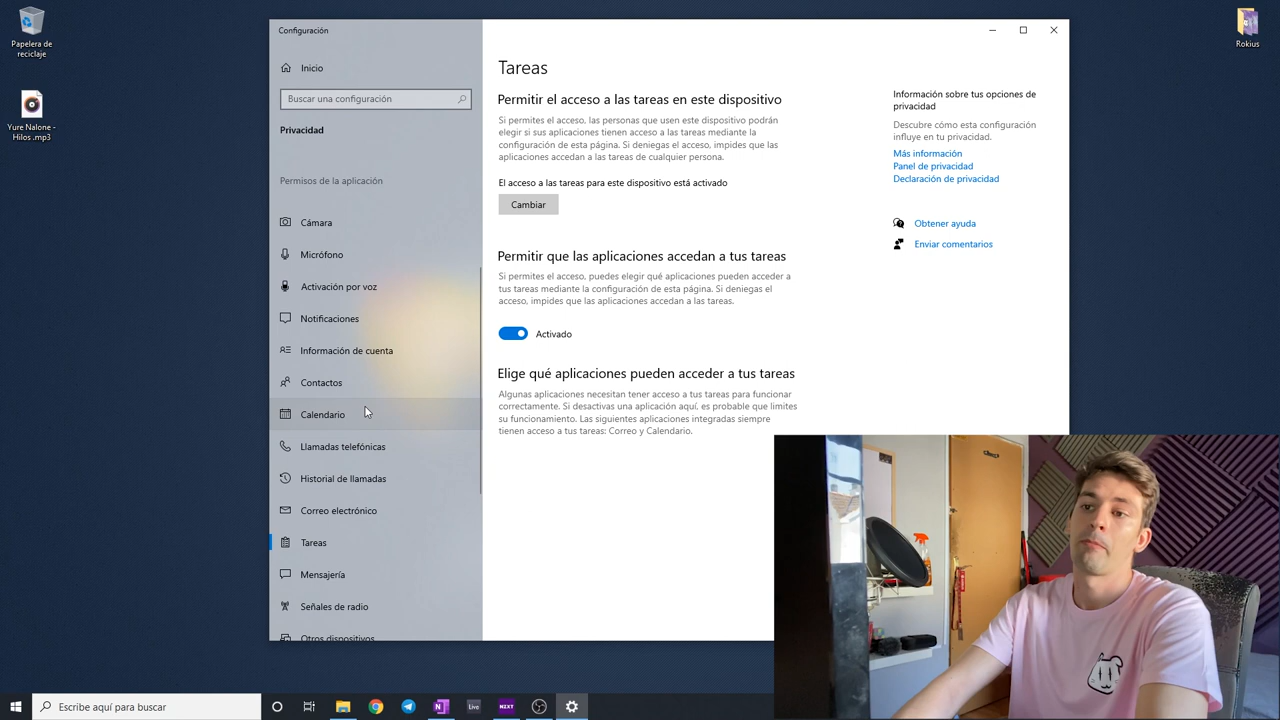 Papelera de
reciclaje
Yure Nalone -
Hilos .mp3
Rokius
Configuración
Inicio
Buscar una configuración
Privacidad
Permisos de la aplicación
Cámara
Micrófono
Activación por voz
Notificaciones
Información de cuenta
Contactos
Calendario
Llamadas telefónicas
Historial de llamadas
Correo electrónico
Tareas
Mensajería
Señales de radio
Otros dispositivos
Tareas
Permitir el acceso a las tareas en este dispositivo
Si permites el acceso, las personas que usen este dispositivo podrán
elegir si sus aplicaciones tienen acceso a las tareas mediante la
configuración de esta página. Si deniegas el acceso, impides que las
aplicaciones accedan a las tareas de cualquier persona.
El acceso a las tareas para este dispositivo está activado
Cambiar
Permitir que las aplicaciones accedan a tus tareas
Si permites el acceso, puedes elegir qué aplicaciones pueden acceder a
tus tareas mediante la configuración de esta página. Si deniegas el
acceso, impides que las aplicaciones accedan a las tareas.
Activado
Elige qué aplicaciones pueden acceder a tus tareas
Algunas aplicaciones necesitan tener acceso a tus tareas para funcionar
correctamente. Si desactivas una aplicación aquí, es probable que limites
su funcionamiento. Las siguientes aplicaciones integradas siempre
tienen acceso a tus tareas: Correo y Calendario.
Información sobre tus opciones de
privacidad
Descubre cómo esta configuración
influye en tu privacidad.
Más información
Panel de privacidad
Declaración de privacidad
Obtener ayuda
Enviar comentarios
Escribe aquí para buscar
N
Live
NZXT